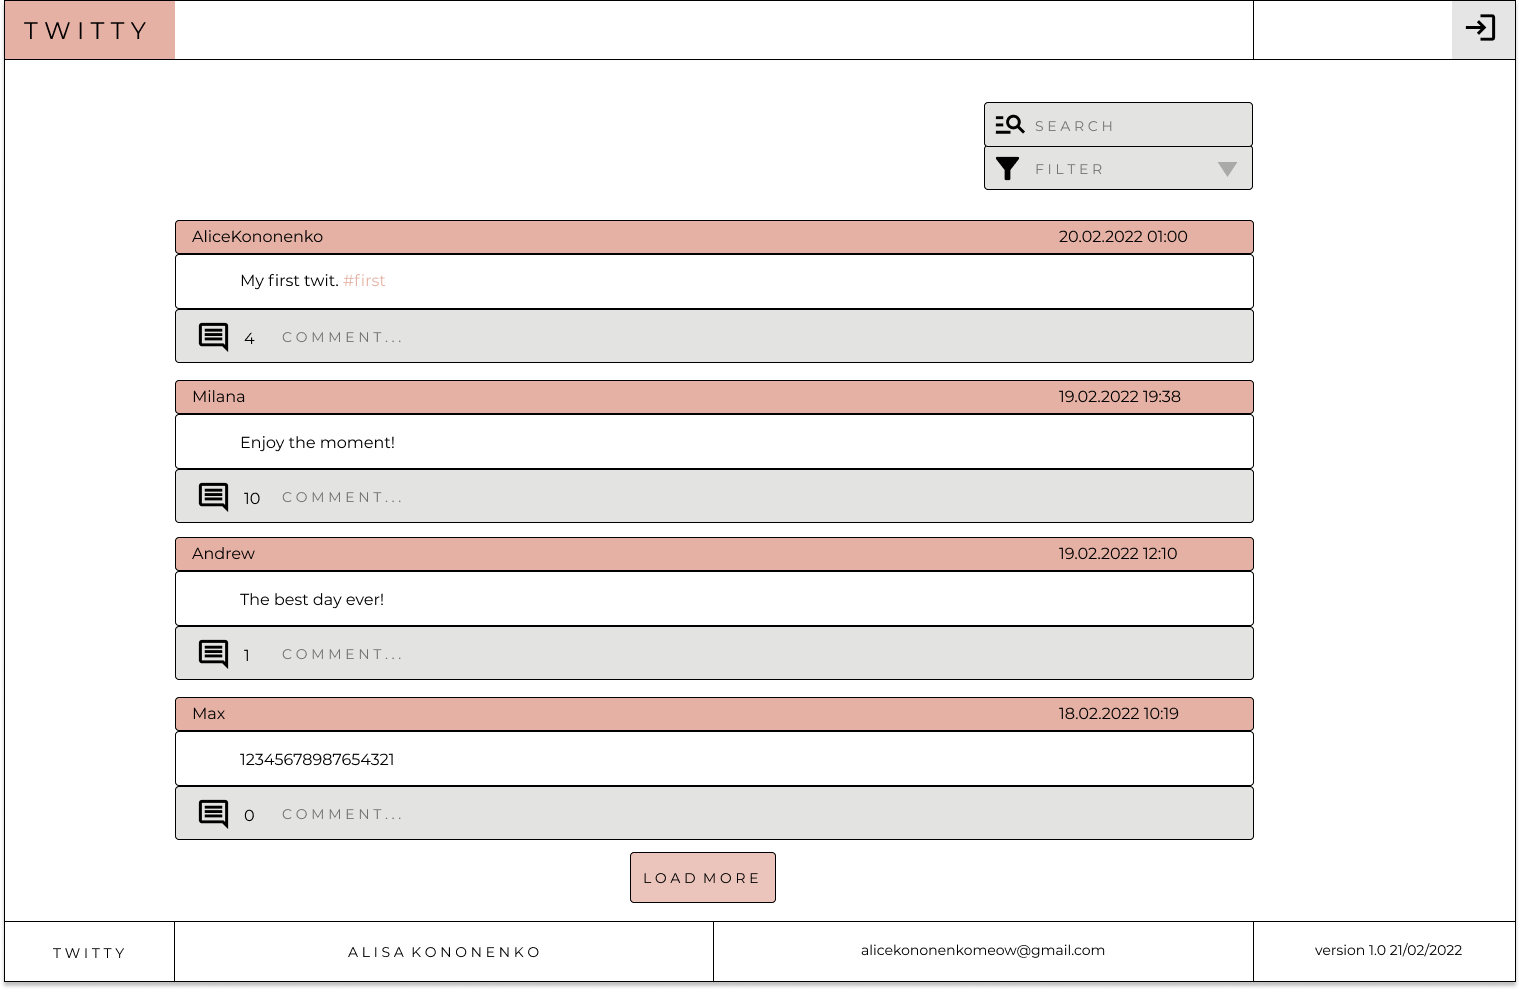 TWITTY
SEARCH
FILTER
AliceKononenko 20.02.2022 01:00
My first twit. #first
4 COMMENT...
Milana 19.02.2022 19:38
Enjoy the moment!
10 COMMENT...
Andrew 19.02.2022 12:10
The best day ever!
1 COMMENT...
Max 18.02.2022 10:19
12345678987654321
0 COMMENT...
LOAD MORE
TWITTY ALISA KONONENKO alicekononenkomeow@gmail.com version 1.0 21/02/2022